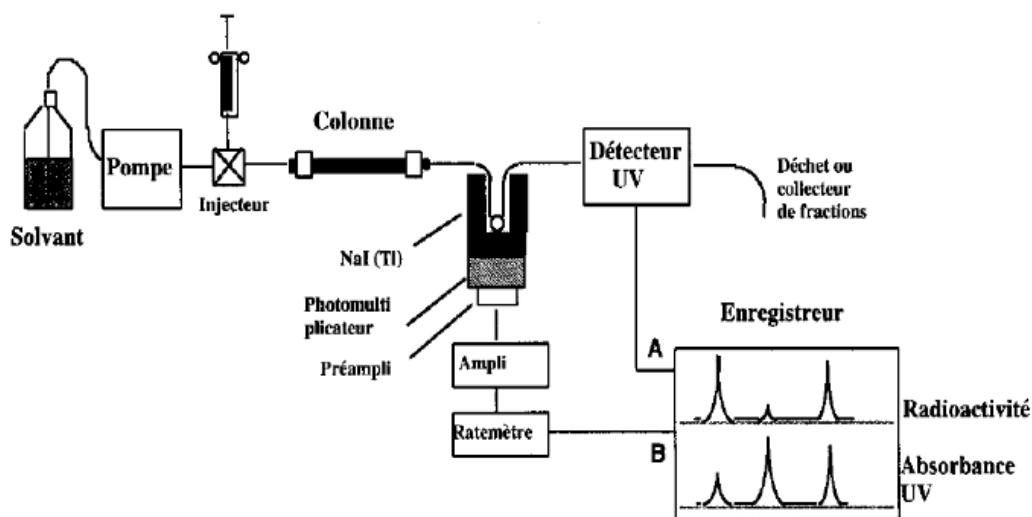 Solvant
Pompe
Injecteur
Colonne
NaI (Tl)
Photomulti
plicateur
Préampli
Ampli
Ratemètre
Détecteur
UV
Déchet ou
collecteur
de fractions
Enregistreur
A
B
Radioactivité
Absorbance
UV